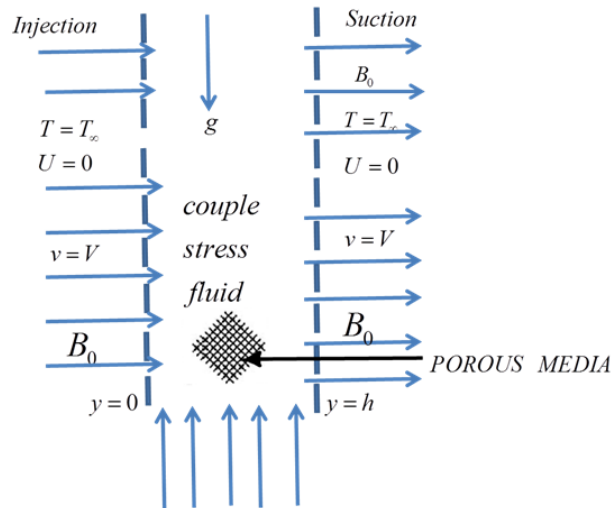 Injection
Suction
B₀
g
T = T∞
T = T∞
U = 0
U = 0
couple
stress
fluid
v = V
v = V
B₀
B₀
POROUS MEDIA
y = 0
y = h